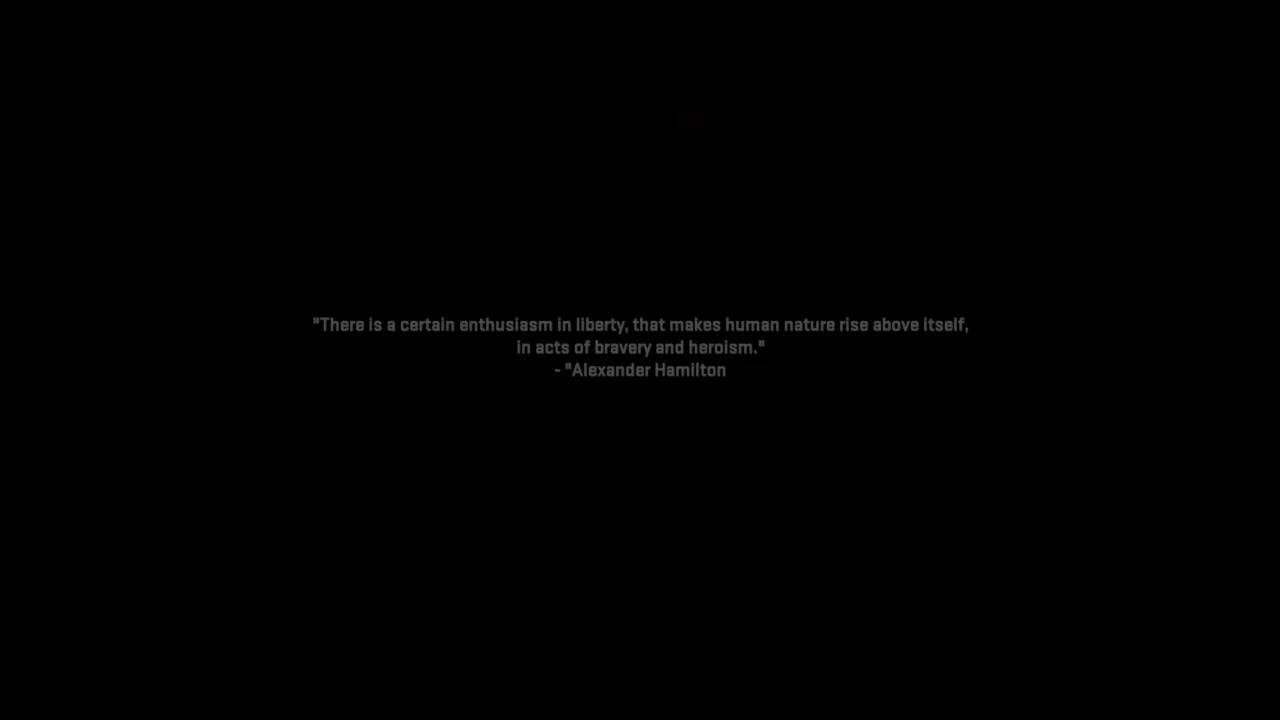 "There is a certain enthusiasm in liberty, that makes human nature rise above itself,
in acts of bravery and heroism."
- "Alexander Hamilton